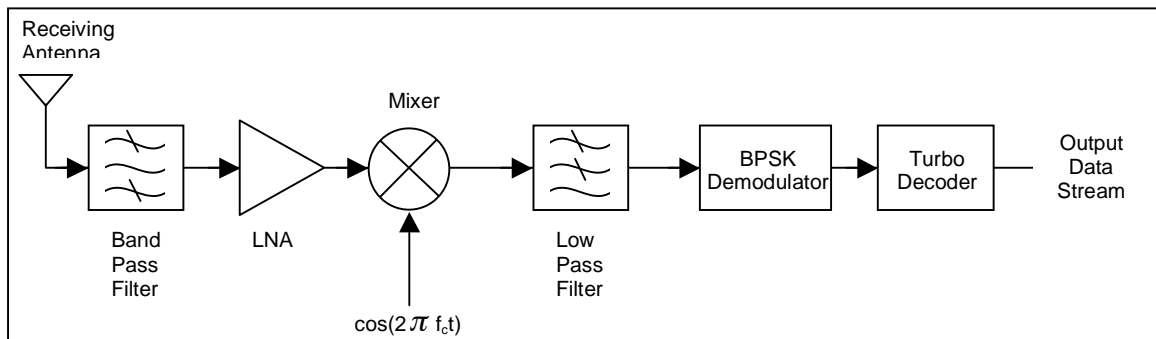 Receiving
Antenna
Mixer
BPSK
Demodulator
Turbo
Decoder
Output
Data
Stream
Band
Pass
Filter
LNA
Low
Pass
Filter
cos(2π fct)